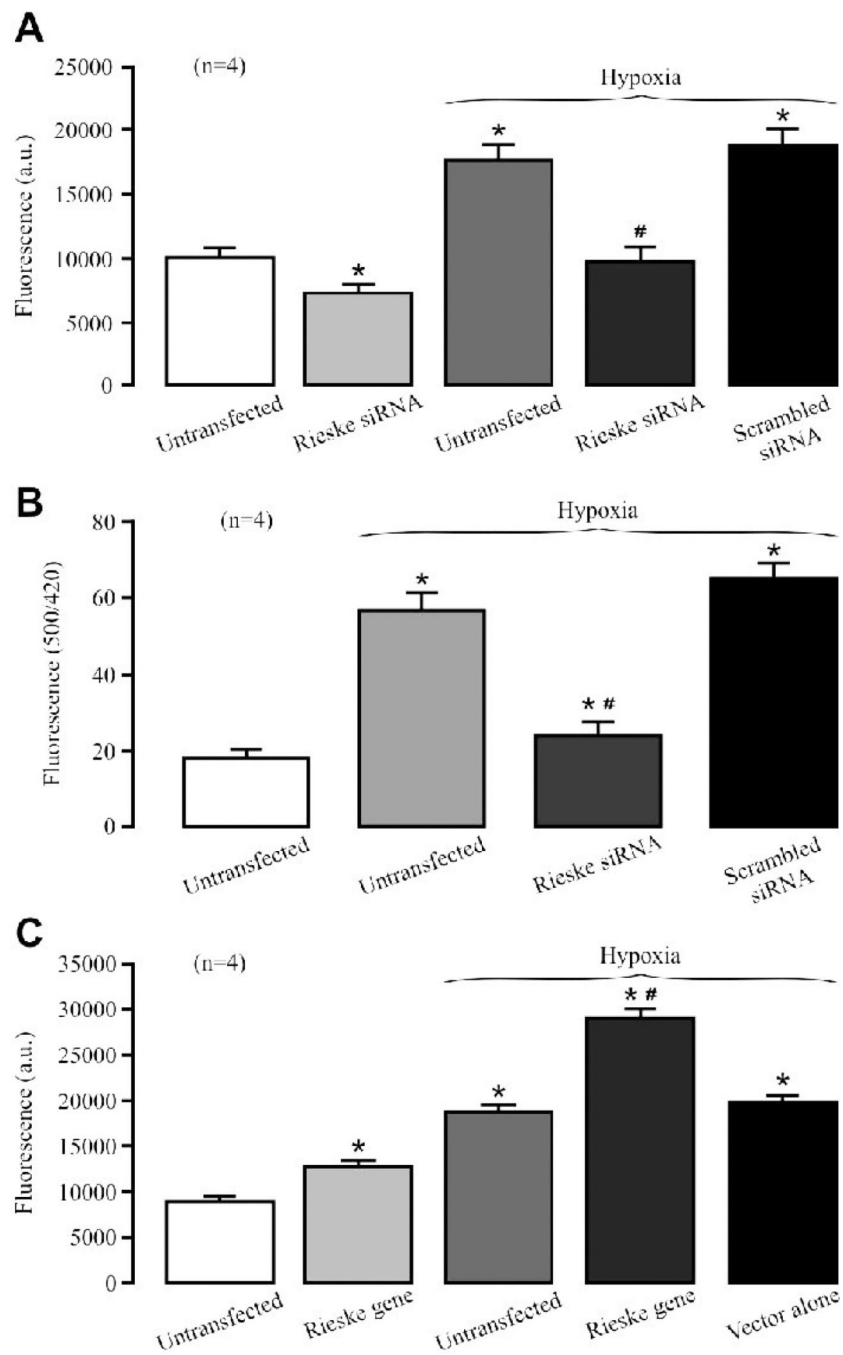 A
(n=4)
Hypoxia
Fluorescence (a.u.)
25000
20000
15000
10000
5000
0
*
*
#
*
Untransfected
Rieske siRNA
Untransfected
Rieske siRNA
Scrambled
siRNA
B
(n=4)
Hypoxia
Fluorescence (500/420)
80
60
40
20
0
*
* #
*
Untransfected
Untransfected
Rieske siRNA
Scrambled
siRNA
C
(n=4)
Hypoxia
Fluorescence (a.u.)
35000
30000
25000
20000
15000
10000
5000
0
*
*
* #
*
Untransfected
Rieske gene
Untransfected
Rieske gene
Vector alone